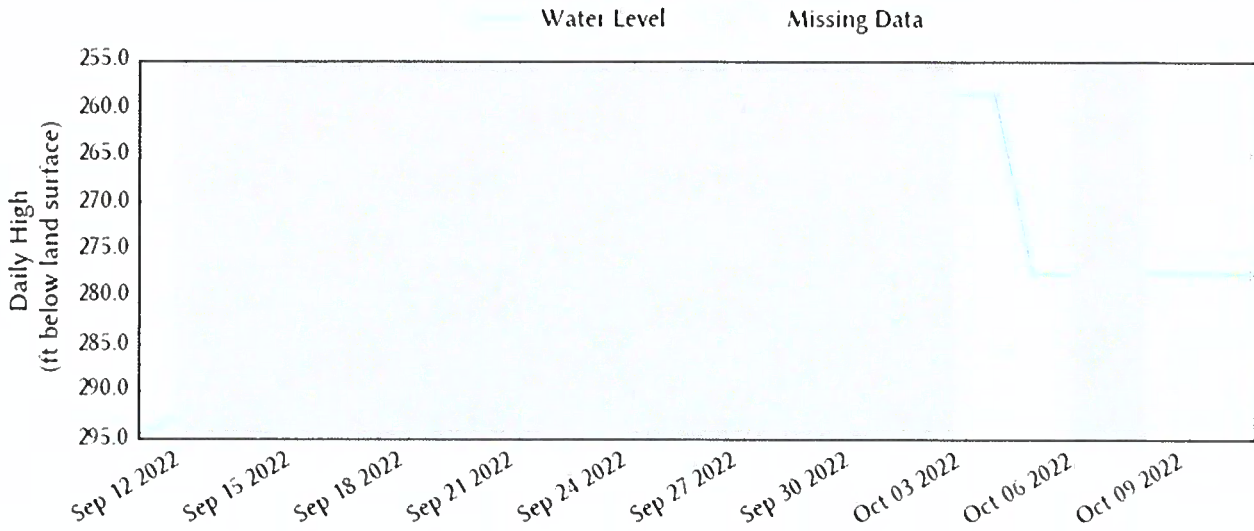 Water Level Missing Data
Daily High
(ft below land surface)
255.0
260.0
265.0
270.0
275.0
280.0
285.0
290.0
295.0
Sep 12 2022
Sep 15 2022
Sep 18 2022
Sep 21 2022
Sep 24 2022
Sep 27 2022
Sep 30 2022
Oct 03 2022
Oct 06 2022
Oct 09 2022